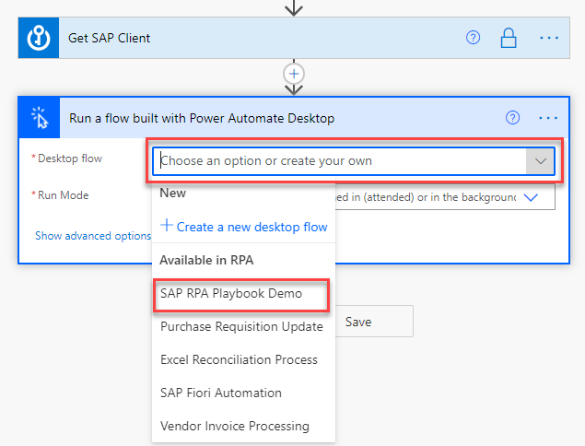 Get SAP Client
Run a flow built with Power Automate Desktop
* Desktop flow
Choose an option or create your own
* Run Mode
ned in (attended) or in the background
New
+ Create a new desktop flow
Show advanced options
Available in RPA
SAP RPA Playbook Demo
Purchase Requisition Update
Save
Excel Reconciliation Process
SAP Fiori Automation
Vendor Invoice Processing